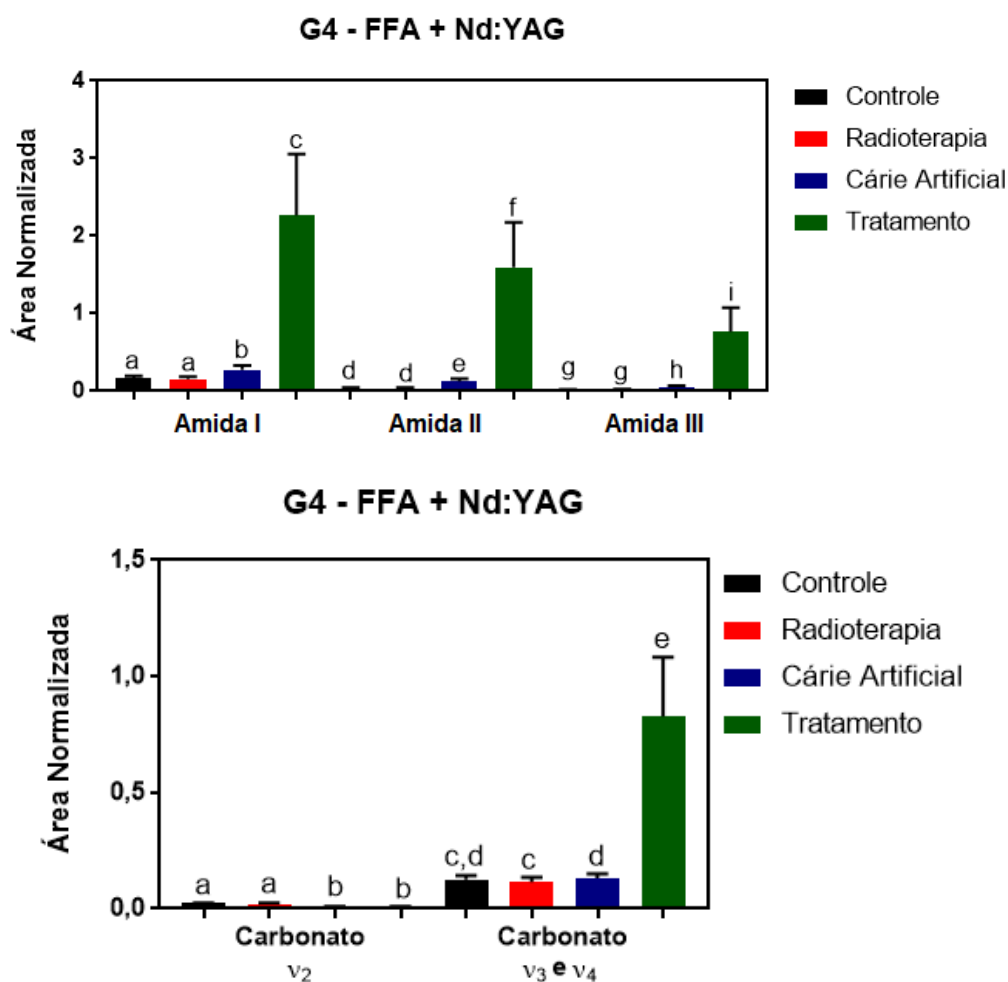 G4 - FFA + Nd:YAG
Área Normalizada
4
3
2
1
0
a a b c d d e f g g h i
Amida I Amida II Amida III
Controle
Radioterapia
Cárie Artificial
Tratamento
G4 - FFA + Nd:YAG
Área Normalizada
1,5
1,0
0,5
0,0
a a b b c,d c d e
Carbonato Carbonato
ν₂ ν₃ e ν₄
Controle
Radioterapia
Cárie Artificial
Tratamento